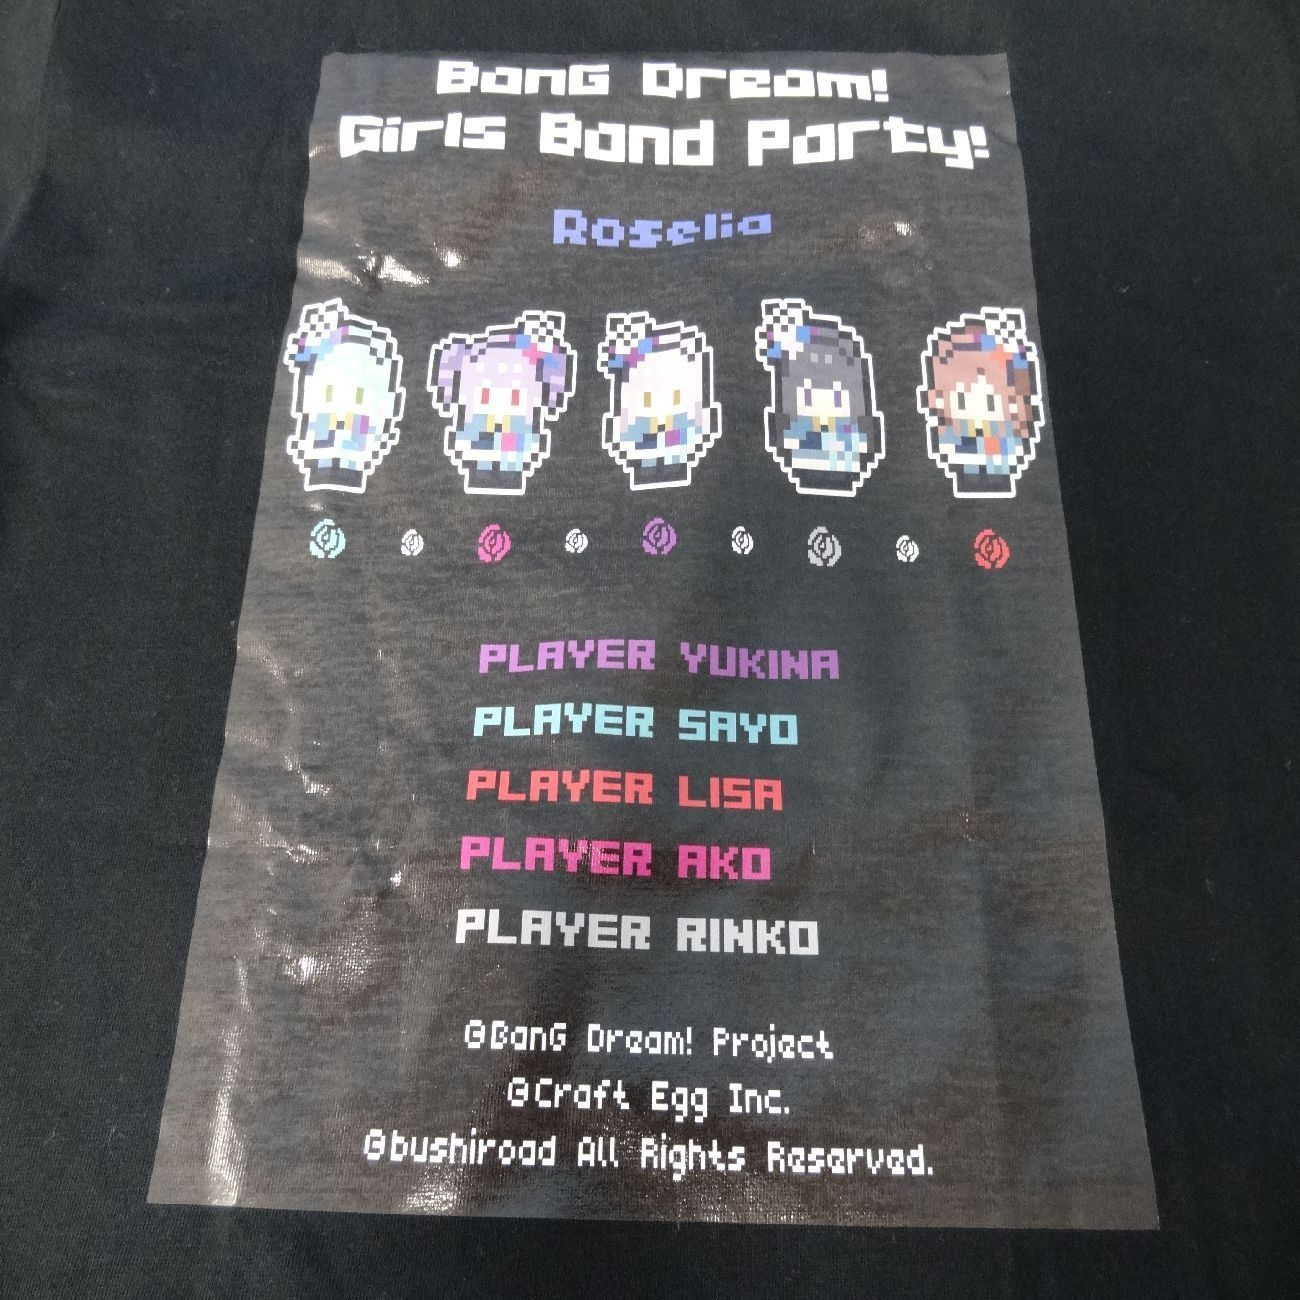 BanG Dream!
Girls Band Party!
Roselia
PLAYER YUKINA
PLAYER SAYO
PLAYER LISA
PLAYER AKO
PLAYER RINKO
©BanG Dream! Project
©Craft Egg Inc.
©bushiroad All Rights Reserved.